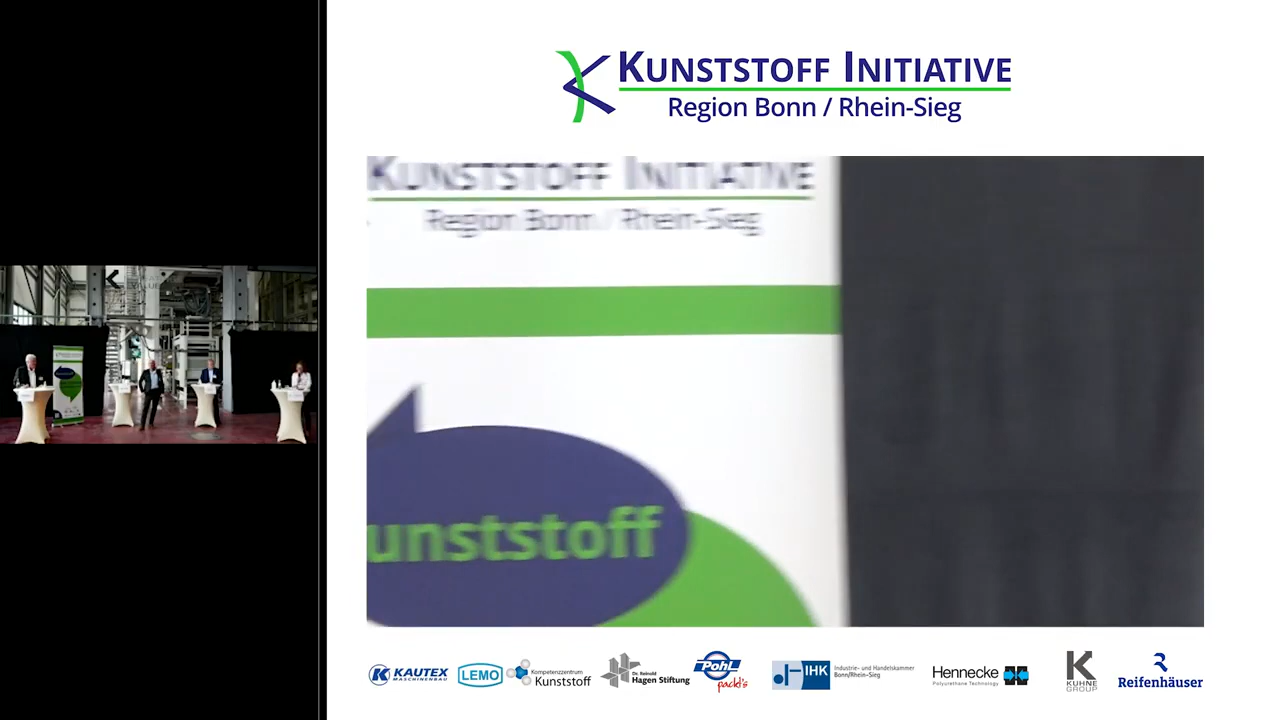 KUNSTSTOFF INITIATIVE
Region Bonn / Rhein-Sieg
KUNSTSTOFF INITIATIVE
Region Bonn / Rhein-Sieg
unststoff
KAUTEX
MASCHINENBAU
LEMO
Kompetenzzentrum
Kunststoff
Dr. Reinold
Hagen Stiftung
POHL
packt's
IHK
Industrie- und Handelskammer
Bonn/Rhein-Sieg
Hennecke
Polyurethane Technology
K
KUHNE
GROUP
Reifenhäuser